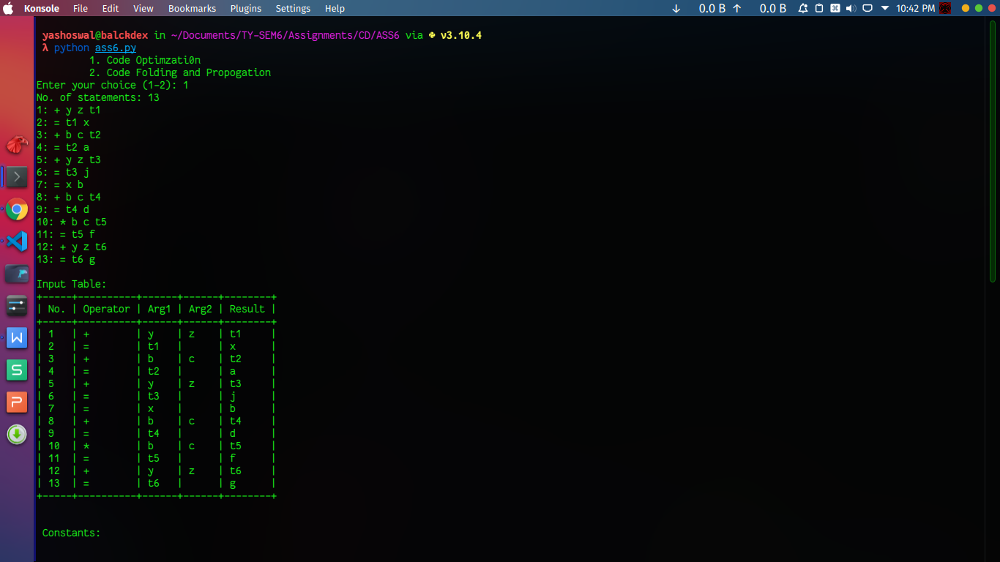 Konsole File Edit View Bookmarks Plugins Settings Help ↓ 0.0 B ↑ 0.0 B 10:42 PM
yashoswal@balckdex in ~/Documents/TY-SEM6/Assignments/CD/ASS6 via v3.10.4
λ python ass6.py
1. Code Optimzati0n
2. Code Folding and Propogation
Enter your choice (1-2): 1
No. of statements: 13
1: + y z t1
2: = t1 x
3: + b c t2
4: = t2 a
5: + y z t3
6: = t3 j
7: = x b
8: + b c t4
9: = t4 d
10: * b c t5
11: = t5 f
12: + y z t6
13: = t6 g
Input Table:
+-----+----------+------+------+--------+
| No. | Operator | Arg1 | Arg2 | Result |
+-----+----------+------+------+--------+
| 1 | + | y | z | t1 |
| 2 | = | t1 | | x |
| 3 | + | b | c | t2 |
| 4 | = | t2 | | a |
| 5 | + | y | z | t3 |
| 6 | = | t3 | | j |
| 7 | = | x | | b |
| 8 | + | b | c | t4 |
| 9 | = | t4 | | d |
| 10 | * | b | c | t5 |
| 11 | = | t5 | | f |
| 12 | + | y | z | t6 |
| 13 | = | t6 | | g |
+-----+----------+------+------+--------+
Constants:
W
S
P